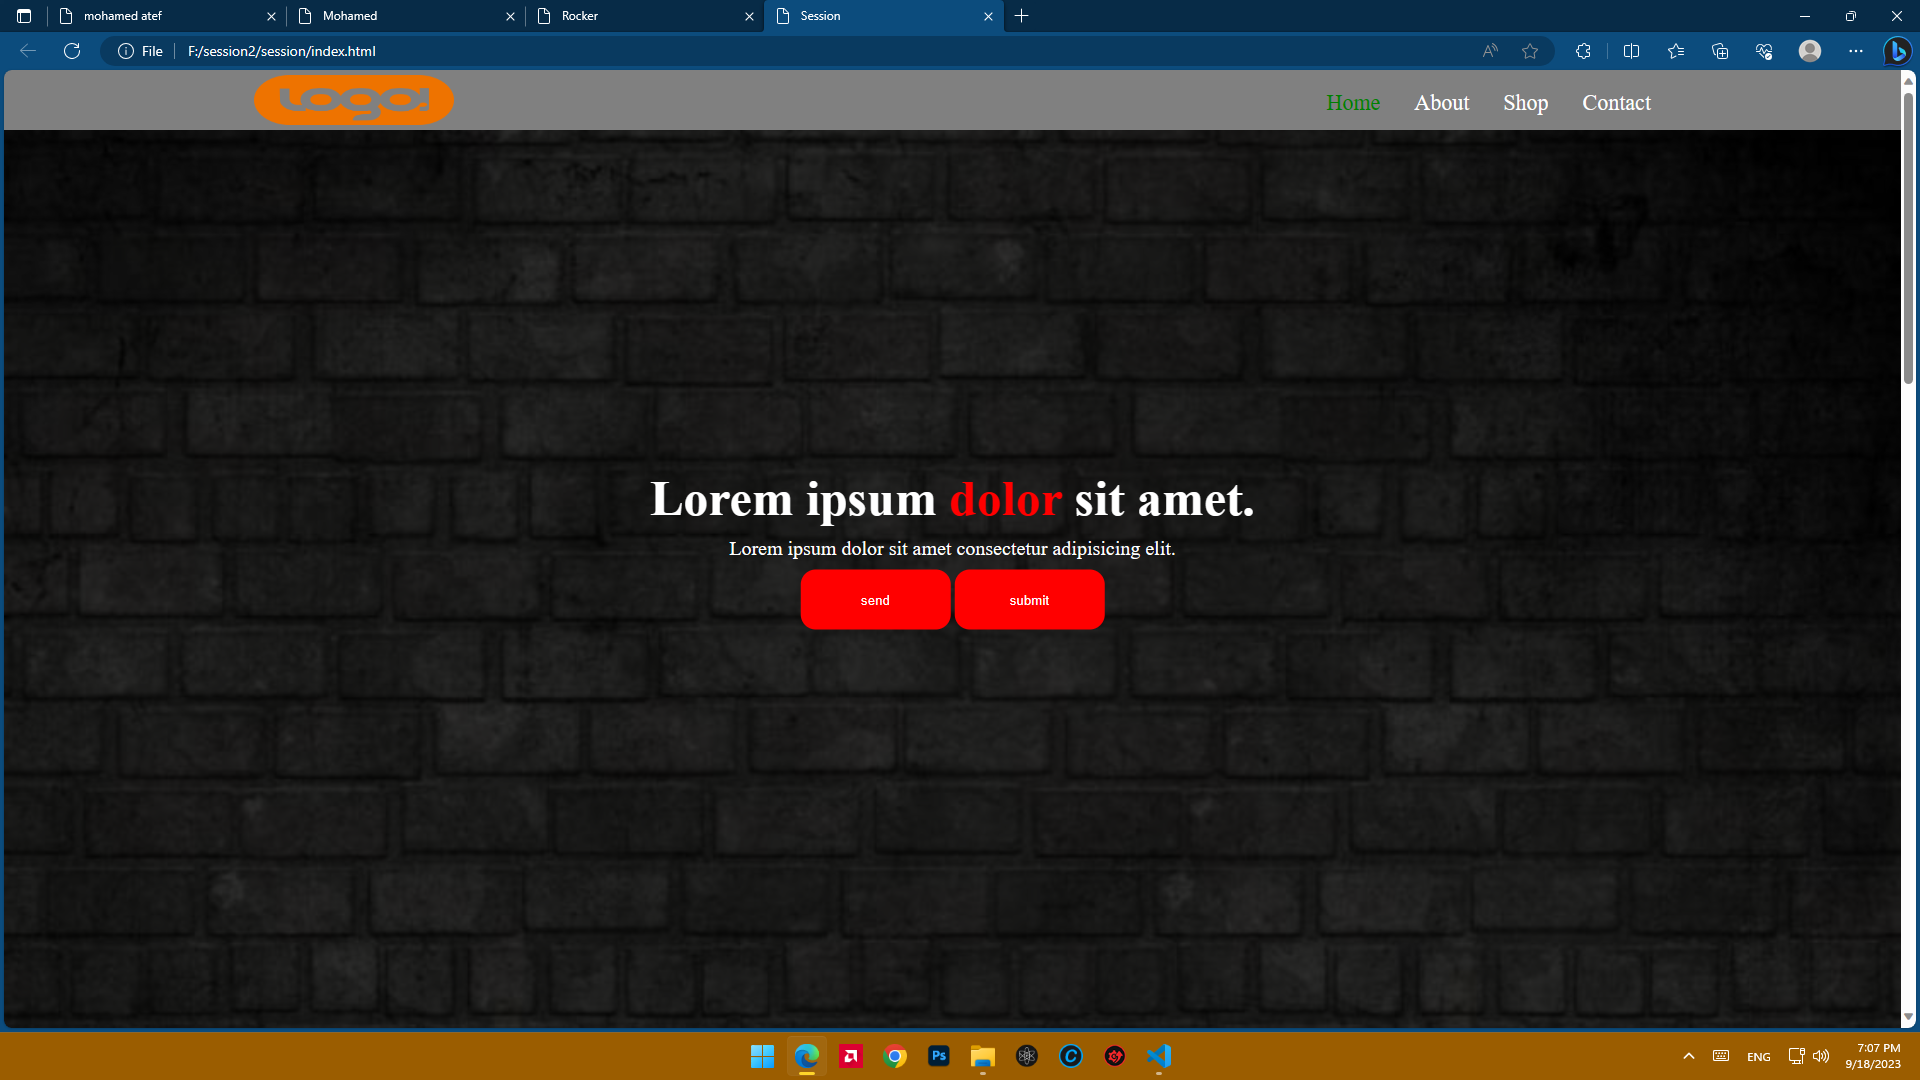 mohamed atef
Mohamed
Rocker
Session
File
F:/session2/session/index.html
LOGO!
Home
About
Shop
Contact
Lorem ipsum dolor sit amet.
Lorem ipsum dolor sit amet consectetur adipisicing elit.
send
submit
Ps
C
ENG
7:07 PM
9/18/2023